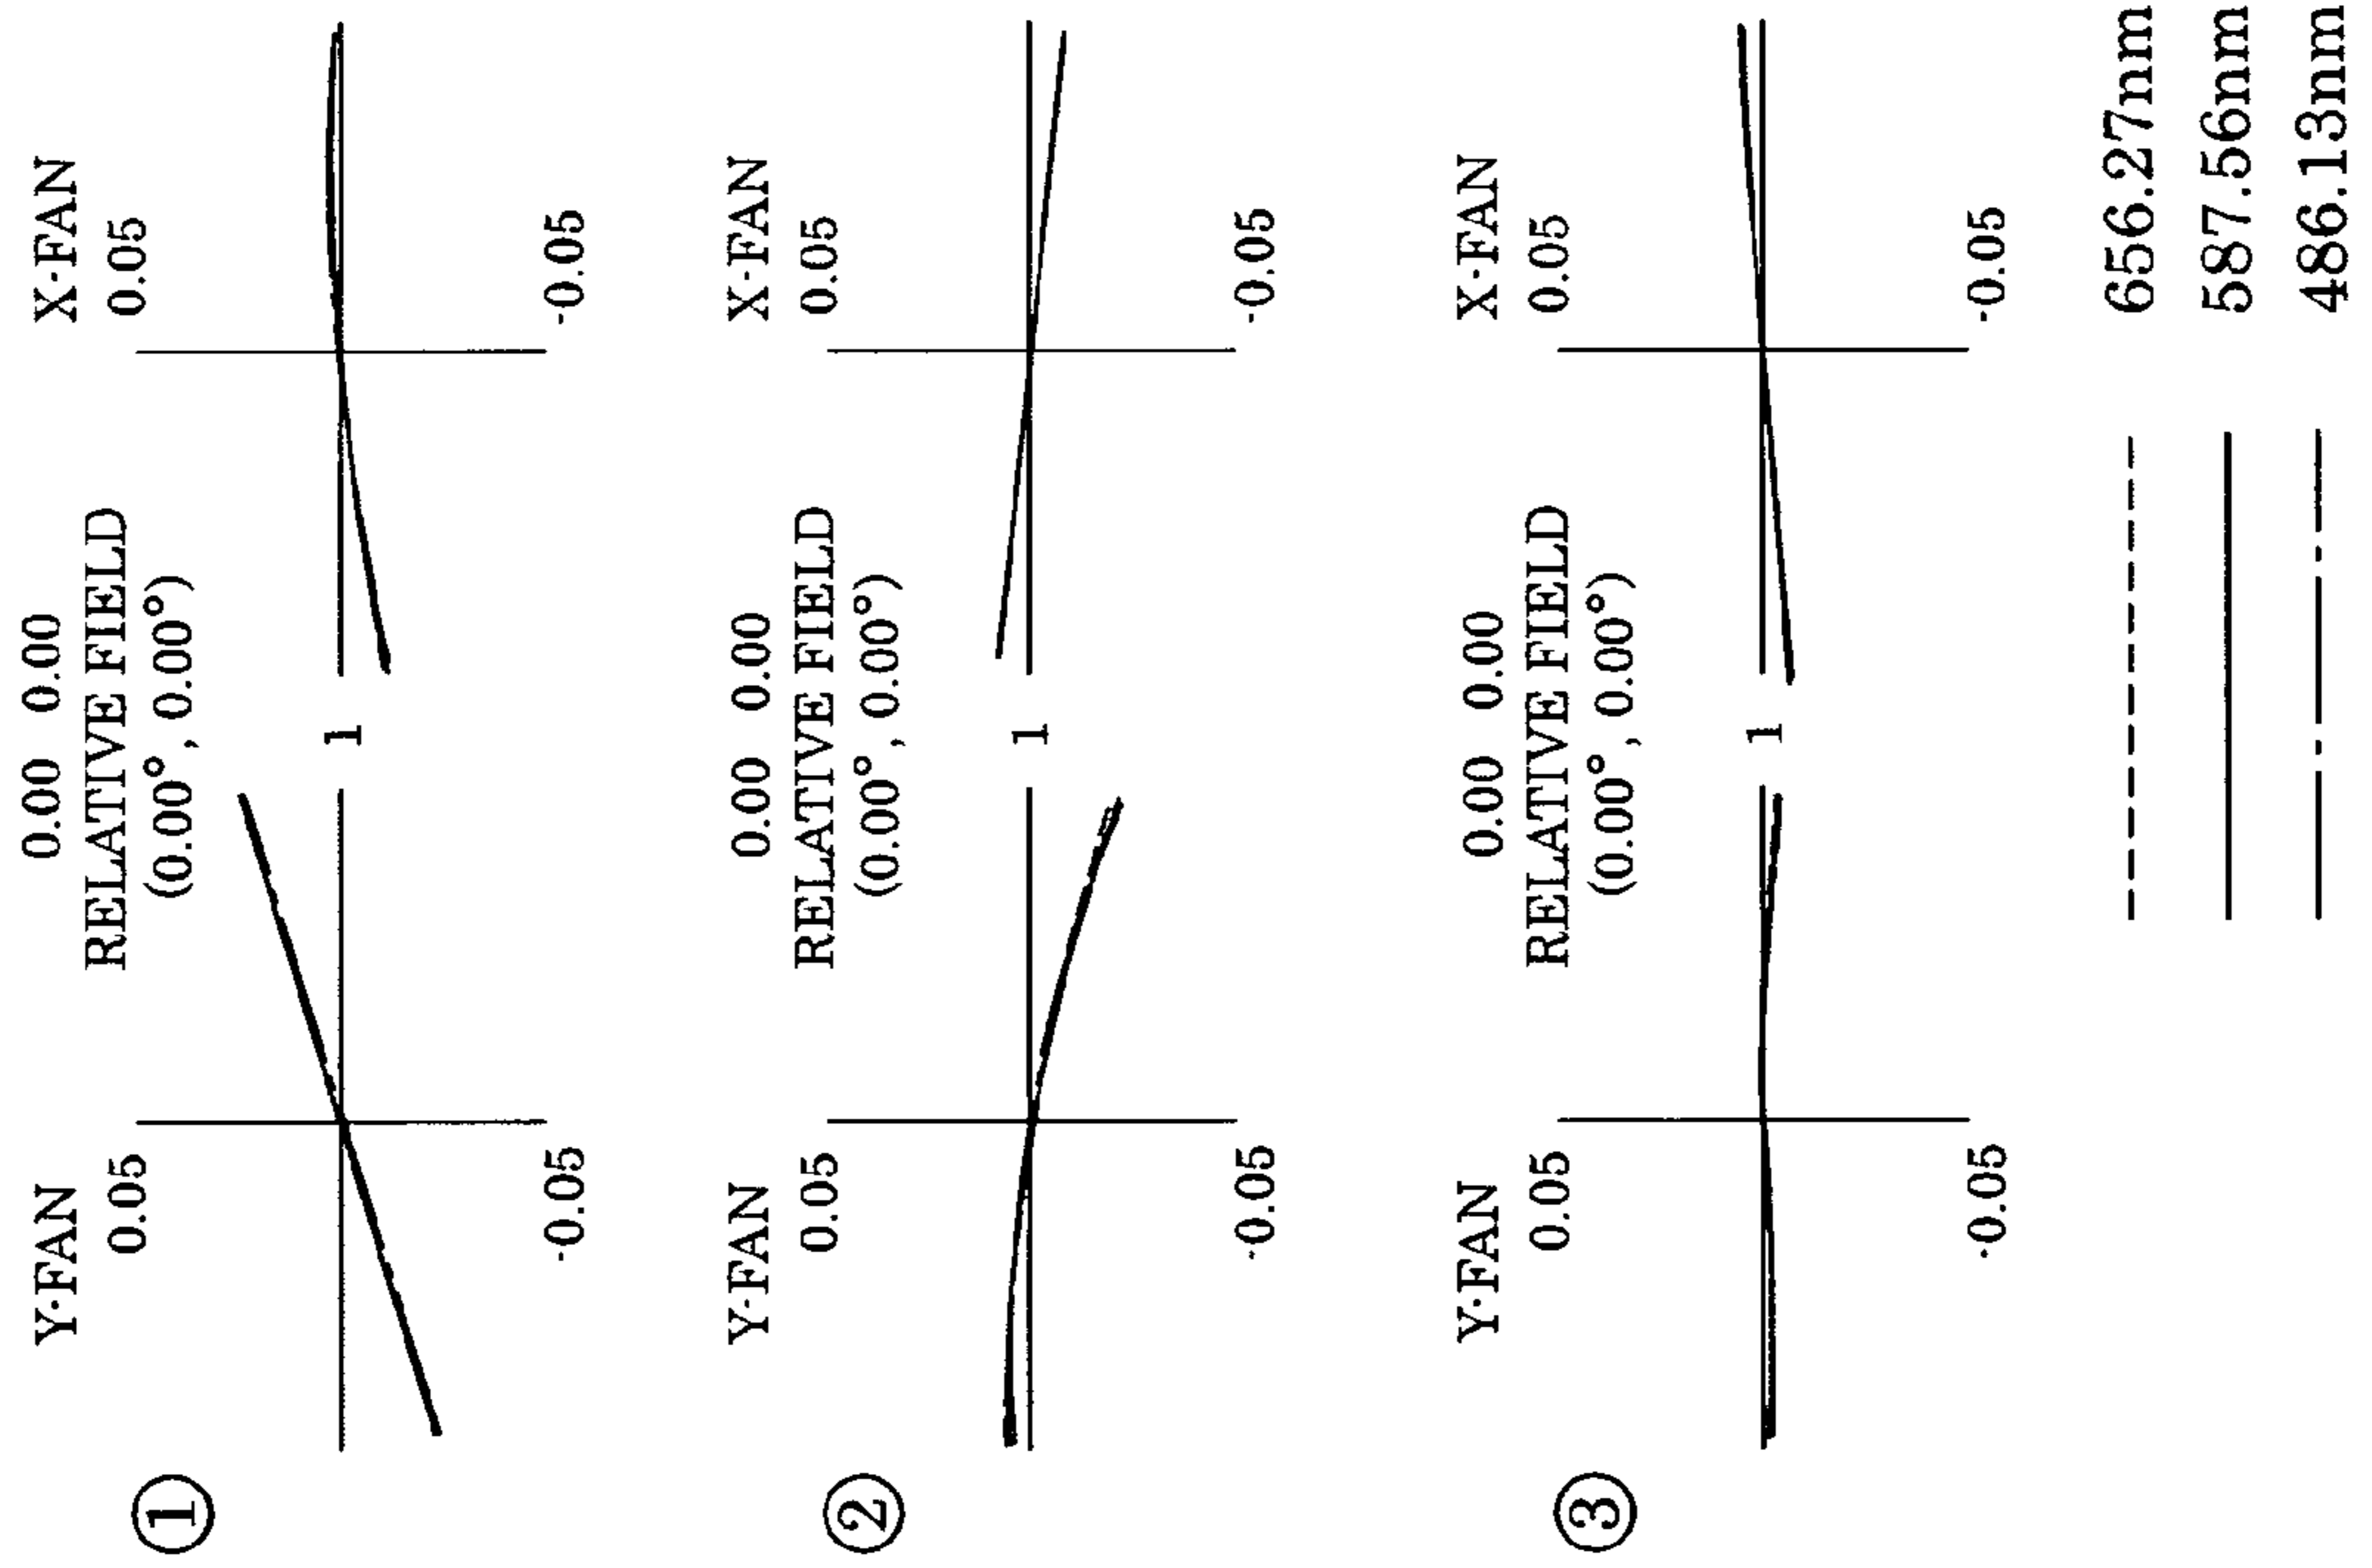 ①
Y·FAN
0.05
-0.05
0.00 0.00
RELATIVE FIELD
(0.00°, 0.00°)
1
X·FAN
0.05
-0.05
②
Y·FAN
0.05
-0.05
0.00 0.00
RELATIVE FIELD
(0.00°, 0.00°)
1
X·FAN
0.05
-0.05
③
Y·FAN
0.05
-0.05
0.00 0.00
RELATIVE FIELD
(0.00°, 0.00°)
1
X·FAN
0.05
-0.05
656.27nm
587.56nm
486.13nm